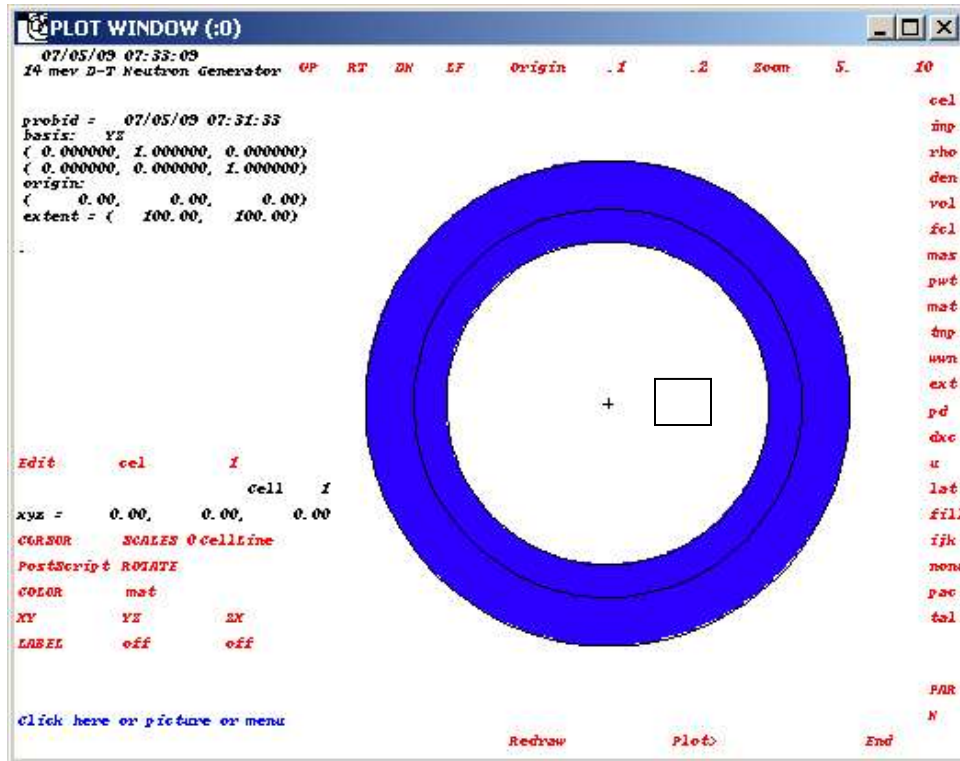 PLOT WINDOW (:0)
07/05/09 07:33:09
14 mev D-T Neutron Generator
UP RT DN LF Origin .1 .2 Zoom 5. 10
probid = 07/05/09 07:31:33
basis: YZ
( 0.000000, 1.000000, 0.000000)
( 0.000000, 0.000000, 1.000000)
origin:
( 0.00, 0.00, 0.00)
extent = ( 100.00, 100.00)
cel
imp
rho
den
vol
fcl
mas
pwt
mat
tmp
wwn
ext
pd
dxc
u
lat
fill
ijk
nonu
pac
tal
PAR
N
Edit cel 1
Cell 1
xyz = 0.00, 0.00, 0.00
CURSOR SCALES 0 CellLine
PostScript ROTATE
COLOR mat
XY YZ ZX
LABEL off off
Click here or picture or menu
Redraw Plot> End